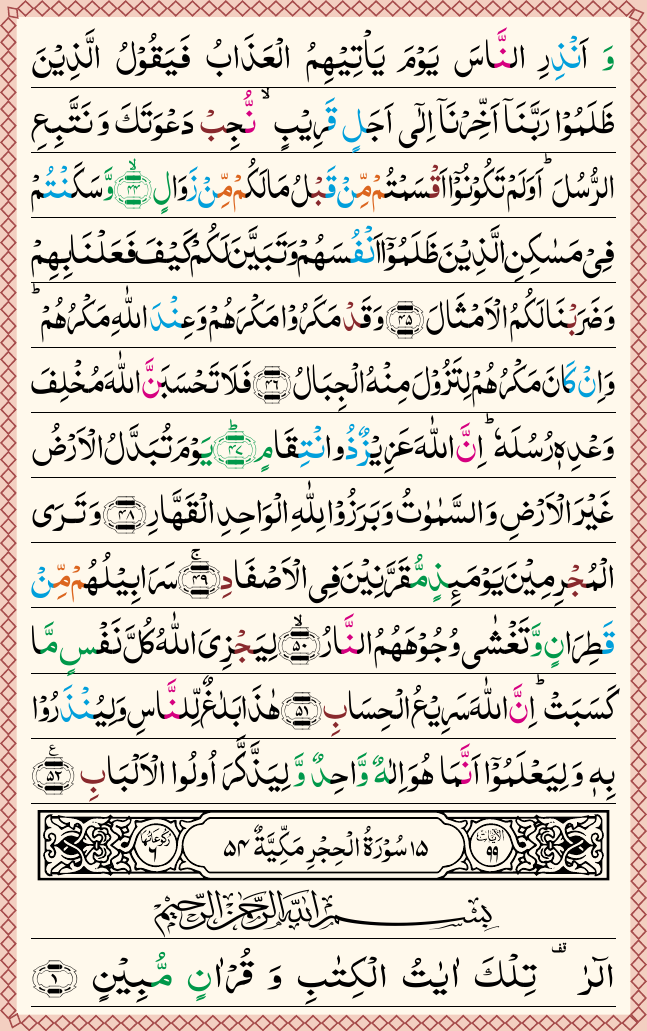 وَ اَنْذِرِ النَّاسَ يَوْمَ يَاْتِيْهِمُ الْعَذَابُ فَيَقُوْلُ الَّذِيْنَ
ظَلَمُوْا رَبَّنَاۤ اَخِّرْنَاۤ اِلٰۤى اَجَلٍ قَرِيْبٍ ۙ نُّجِبْ دَعْوَتَكَ وَ نَتَّبِعِ
الرُّسُلَ ؕ اَوَلَمْ تَكُوْنُوْۤا اَقْسَمْتُمْ مِّنْ قَبْلُ مَا لَكُمْ مِّنْ زَوَالٍ ۙ﴿۴۴﴾ وَّ سَكَنْتُمْ
فِيْ مَسٰكِنِ الَّذِيْنَ ظَلَمُوْۤا اَنْفُسَهُمْ وَ تَبَيَّنَ لَكُمْ كَيْفَ فَعَلْنَا بِهِمْ
وَ ضَرَبْنَا لَكُمُ الْاَمْثَالَ ﴿۴۵﴾ وَ قَدْ مَكَرُوْا مَكْرَهُمْ وَ عِنْدَ اللّٰهِ مَكْرُهُمْ ؕ
وَ اِنْ كَانَ مَكْرُهُمْ لِتَزُوْلَ مِنْهُ الْجِبَالُ ﴿۴۶﴾ فَلَا تَحْسَبَنَّ اللّٰهَ مُخْلِفَ
وَعْدِهٖ رُسُلَهٗ ؕ اِنَّ اللّٰهَ عَزِيْزٌ ذُو انْتِقَامٍ ؕ﴿۴۷﴾ يَوْمَ تُبَدَّلُ الْاَرْضُ
غَيْرَ الْاَرْضِ وَ السَّمٰوٰتُ وَ بَرَزُوْا لِلّٰهِ الْوَاحِدِ الْقَهَّارِ ﴿۴۸﴾ وَ تَرَى
الْمُجْرِمِيْنَ يَوْمَىِٕذٍ مُّقَرَّنِيْنَ فِى الْاَصْفَادِ ۚ﴿۴۹﴾ سَرَابِيْلُهُمْ مِّنْ
قَطِرَانٍ وَّ تَغْشٰى وُجُوْهَهُمُ النَّارُ ۙ﴿۵۰﴾ لِيَجْزِىَ اللّٰهُ كُلَّ نَفْسٍ مَّا
كَسَبَتْ ؕ اِنَّ اللّٰهَ سَرِيْعُ الْحِسَابِ ﴿۵۱﴾ هٰذَا بَلٰغٌ لِّلنَّاسِ وَ لِيُنْذَرُوْا
بِهٖ وَ لِيَعْلَمُوْۤا اَنَّمَا هُوَ اِلٰهٌ وَّاحِدٌ وَّ لِيَذَّكَّرَ اُولُوا الْاَلْبَابِ ﴿۵۲﴾ ع
اٰيَاتُهَا ۹۹ ۱۵ سُوْرَةُ الْحِجْرِ مَكِّيَّةٌ ۵۴ رُكُوْعَاتُهَا ۶
بِسْمِ اللّٰهِ الرَّحْمٰنِ الرَّحِيْمِ
الٓرٰ ۫ قف تِلْكَ اٰيٰتُ الْكِتٰبِ وَ قُرْاٰنٍ مُّبِيْنٍ ﴿۱﴾